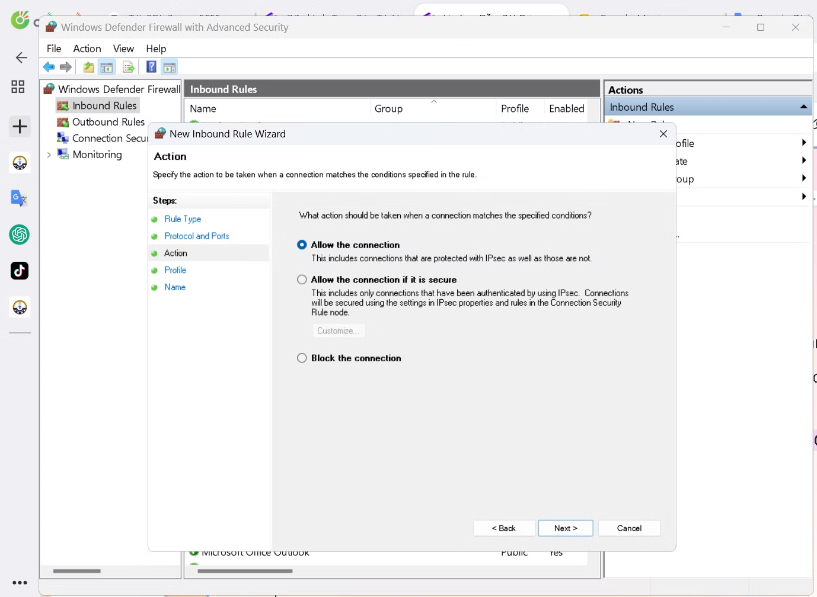 Windows Defender Firewall with Advanced Security
File Action View Help
Windows Defender Firewall
Inbound Rules
Outbound Rules
Connection Secur
Monitoring
Inbound Rules
Name Group Profile Enabled
Actions
Inbound Rules
New Inbound Rule Wizard
Action
Specify the action to be taken when a connection matches the conditions specified in the rule.
Steps:
Rule Type
Protocol and Ports
Action
Profile
Name
What action should be taken when a connection matches the specified conditions?
Allow the connection
This includes connections that are protected with IPsec as well as those are not.
Allow the connection if it is secure
This includes only connections that have been authenticated by using IPsec. Connections
will be secured using the settings in IPsec properties and rules in the Connection Security
Rule node.
Customize...
Block the connection
< Back Next > Cancel
ofile
ate
oup
Microsoft Office Outlook Public Yes